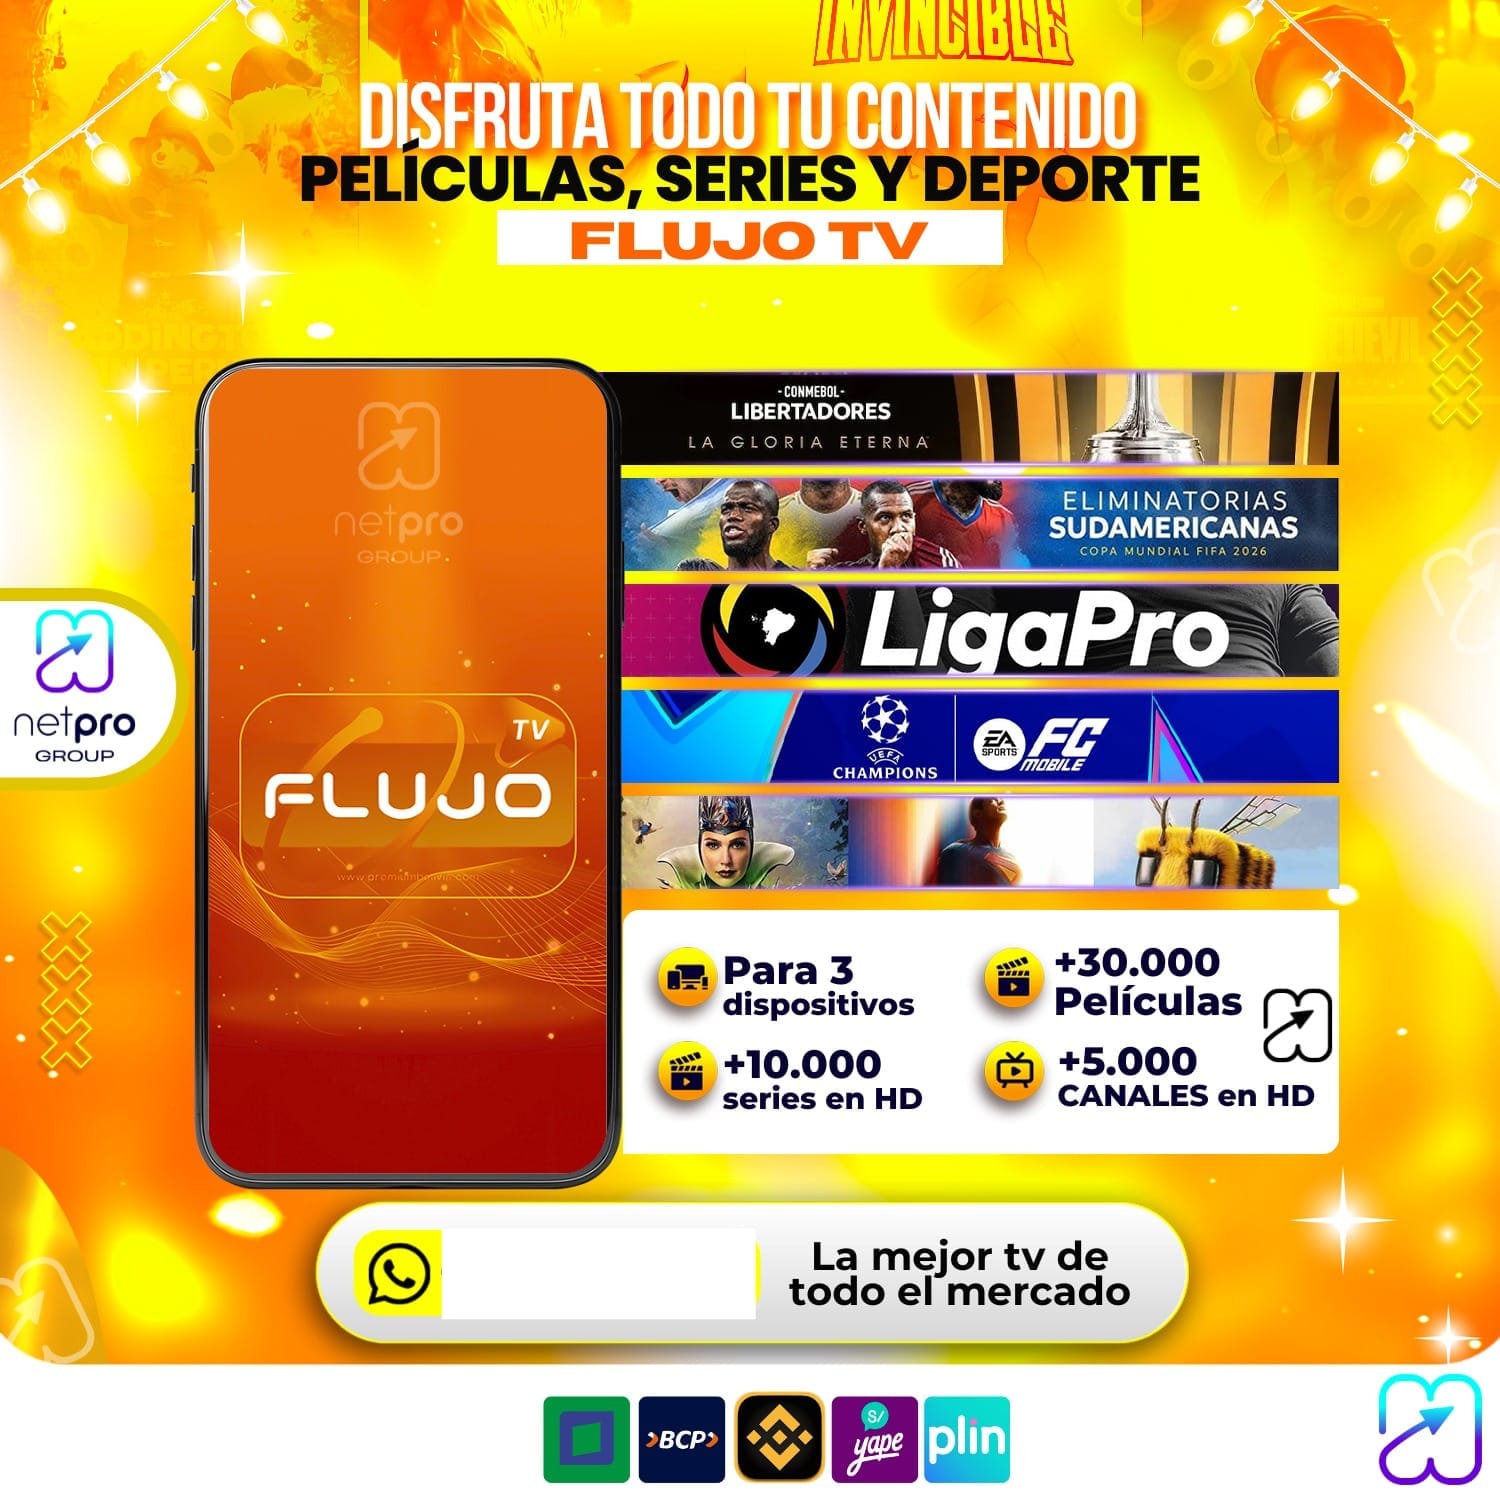 INVINCIBLE
DISFRUTA TODO TU CONTENIDO
PELÍCULAS, SERIES Y DEPORTE
FLUJO TV
netpro
GROUP
-CONMEBOL-
LIBERTADORES
LA GLORIA ETERNA
ELIMINATORIAS
SUDAMERICANAS
COPA MUNDIAL FIFA 2026
LigaPro
UEFA
CHAMPIONS
EA
SPORTS
FC
MOBILE
netpro
GROUP
TV
FLUJO
Para 3
dispositivos
+30.000
Películas
+10.000
series en HD
+5.000
CANALES en HD
La mejor tv de
todo el mercado
BCP
S/
yape
plin